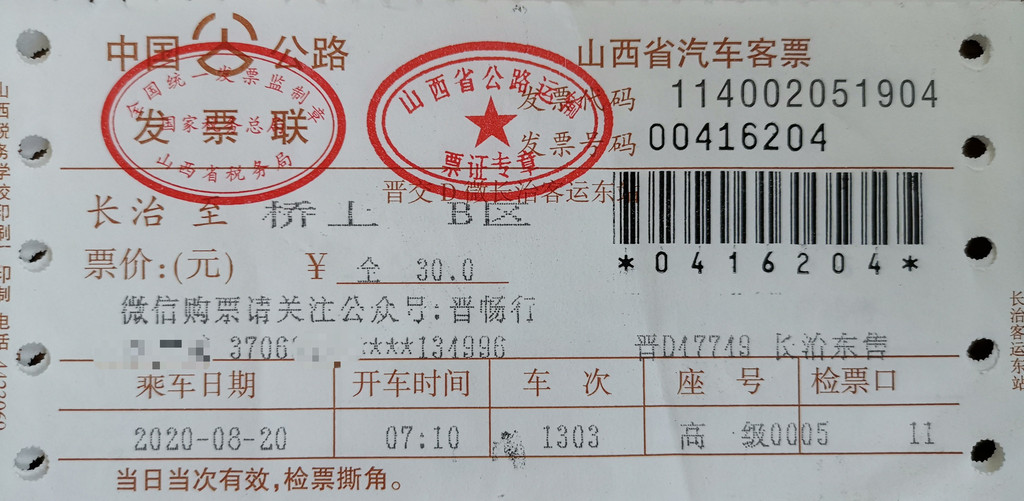 中国公路
山西省汽车客票
全国统一发票监制章
国家税务总局
山西省税务局
发票联
山西省公路运输
票证专章
发票代码 114002051904
发票号码 00416204
晋交D微长治客运东站
长治 至 桥上 B区
*0416204*
票价:(元) ¥ 全 30.0
微信购票请关注公众号:晋畅行
3706 ***134996 晋D47749 长治东售
乘车日期 开车时间 车次 座号 检票口
2020-08-20 07:10 1303 高 级0005 11
当日当次有效,检票撕角。
长治客运东站